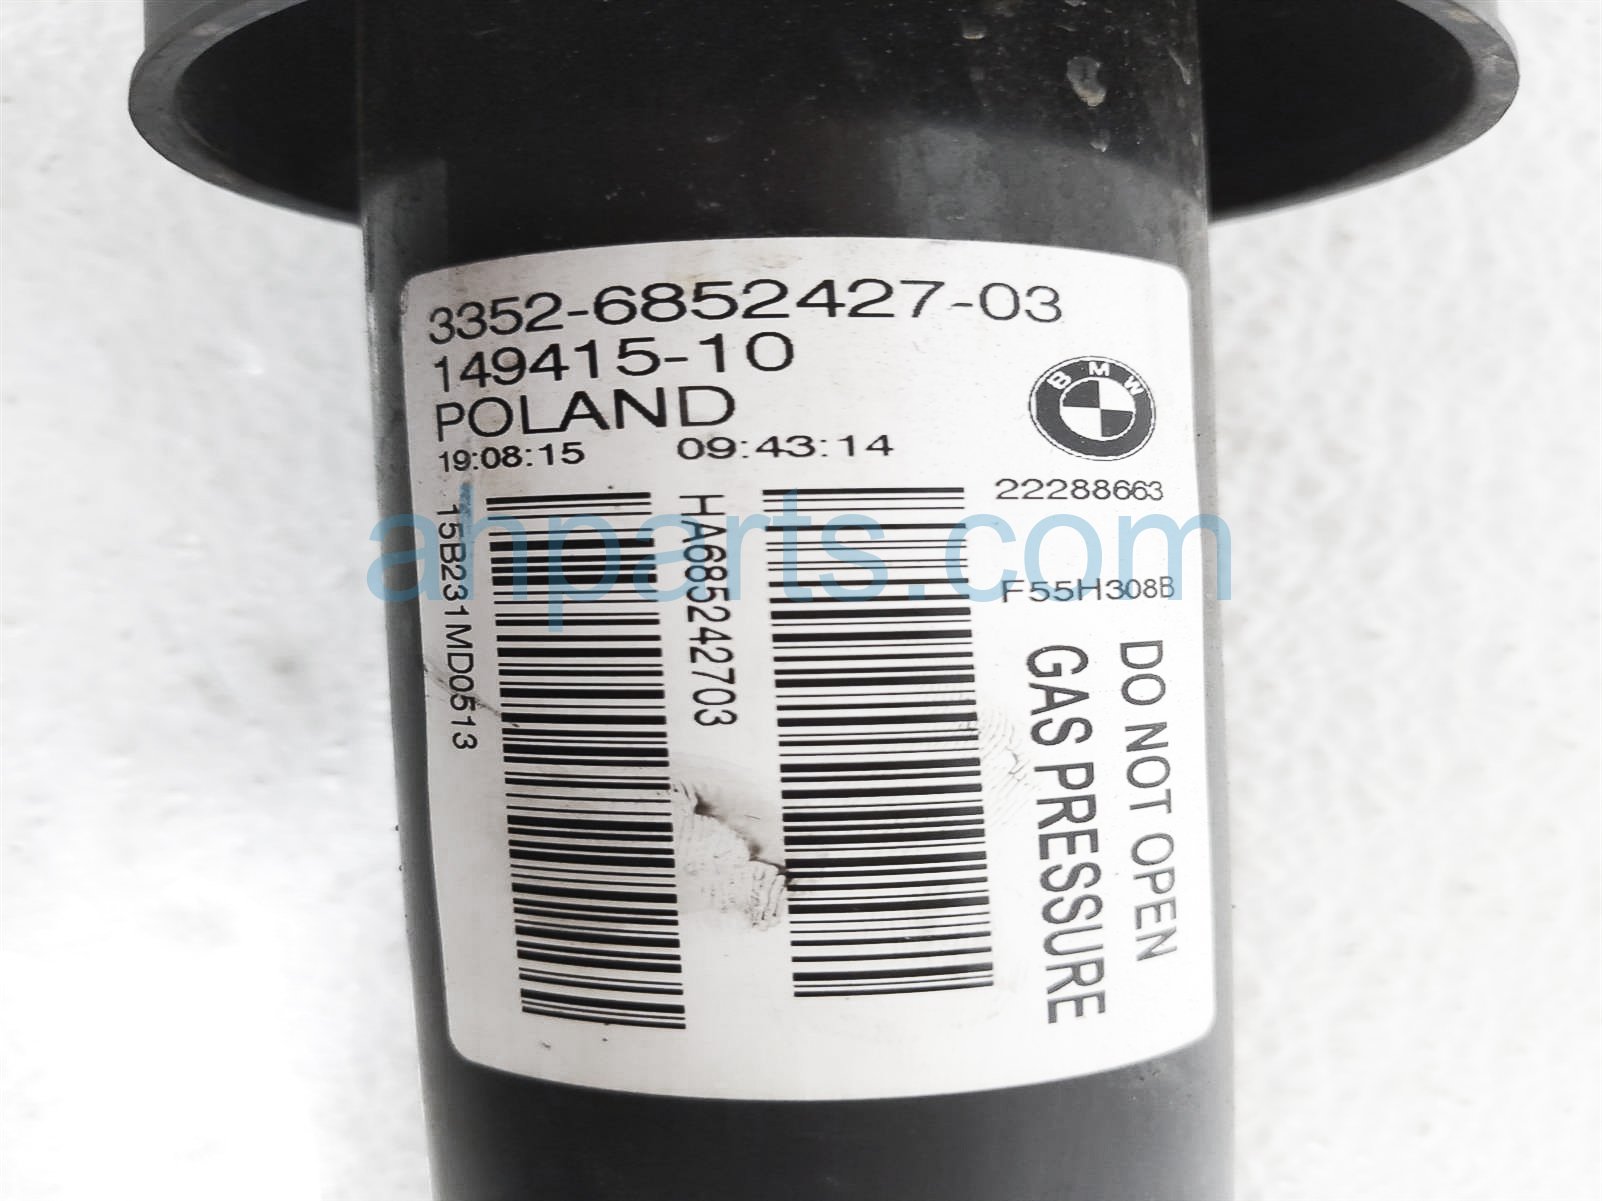 3352-6852427-03
149415-10
POLAND
19:08:15 09:43:14
BMW
22288663
F55H308B
15B231MD0513
HA685242703
GAS PRESSURE
DO NOT OPEN
ahparts.com